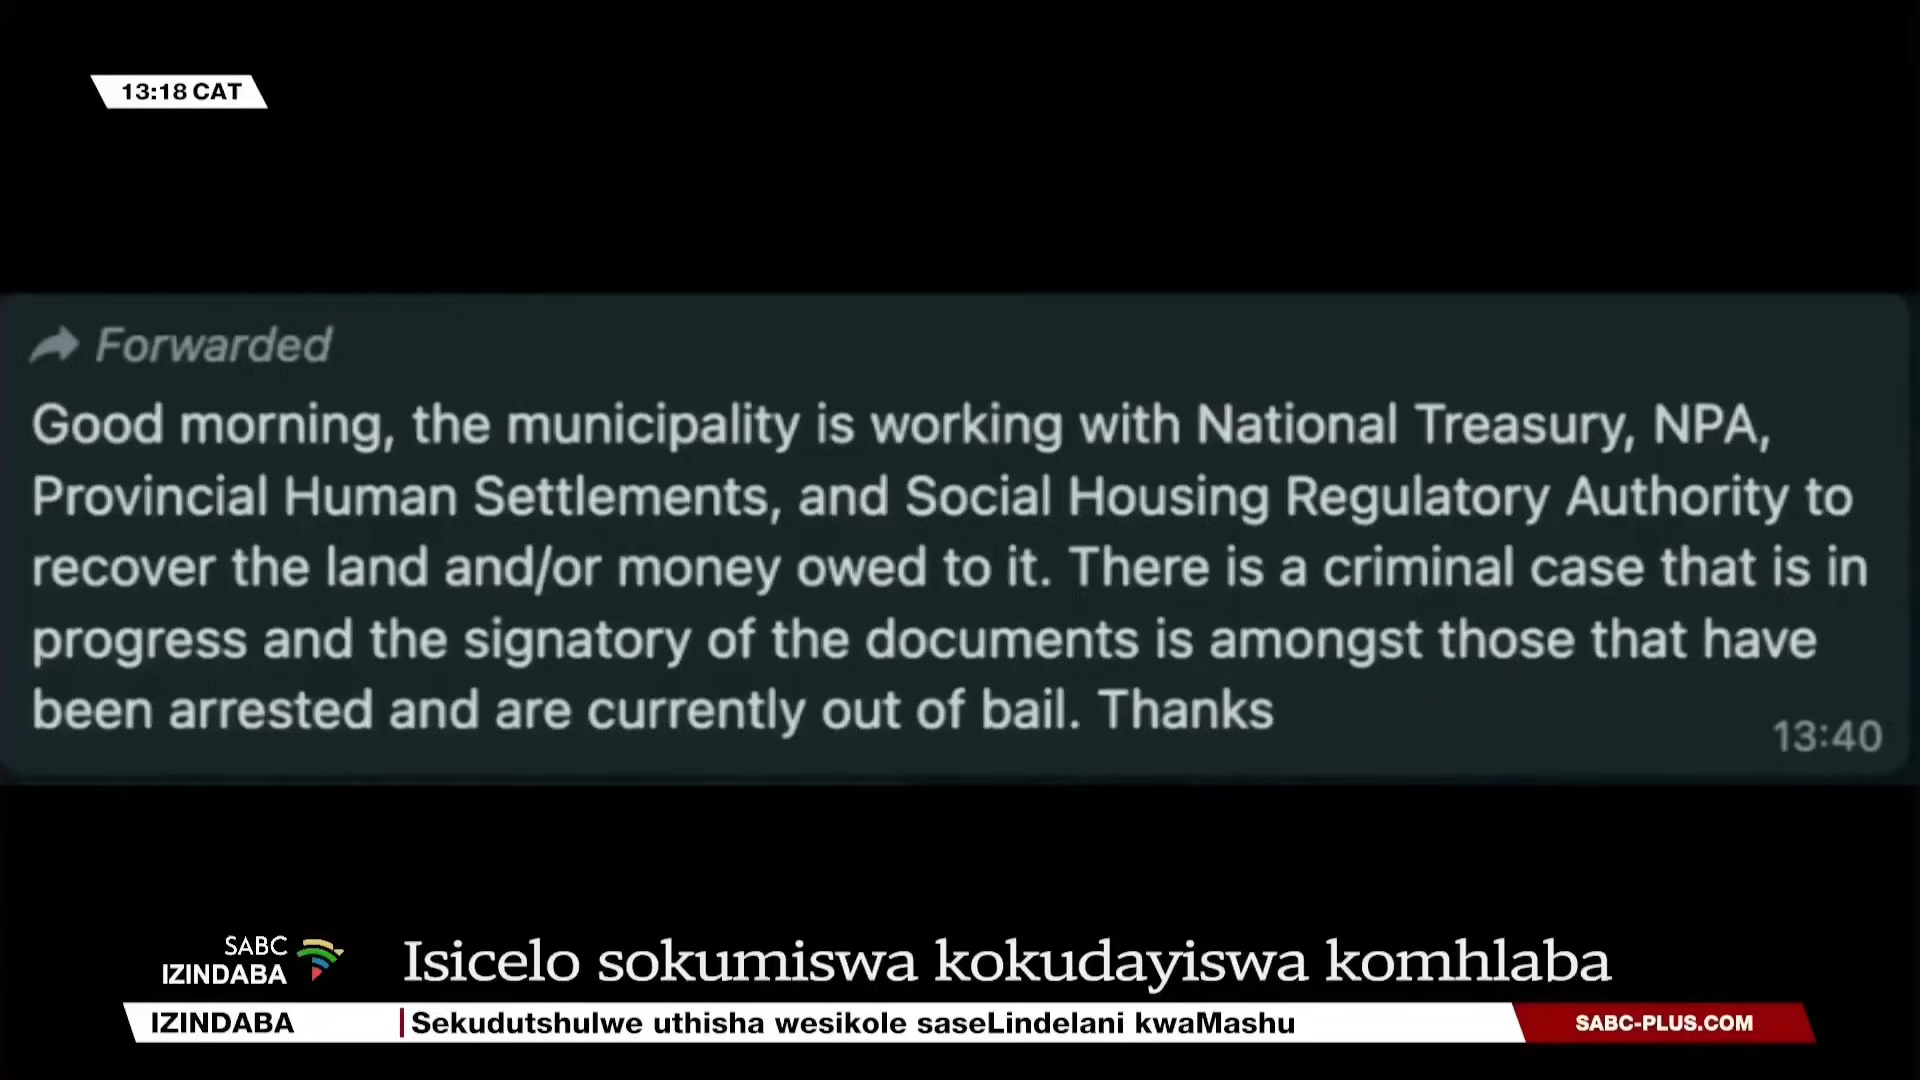 13:18 CAT
Forwarded
Good morning, the municipality is working with National Treasury, NPA,
Provincial Human Settlements, and Social Housing Regulatory Authority to
recover the land and/or money owed to it. There is a criminal case that is in
progress and the signatory of the documents is amongst those that have
been arrested and are currently out of bail. Thanks
13:40
SABC
IZINDABA
Isicelo sokumiswa kokudayiswa komhlaba
IZINDABA
Sekudutshulwe uthisha wesikole saseLindelani kwaMashu
SABC-PLUS.COM